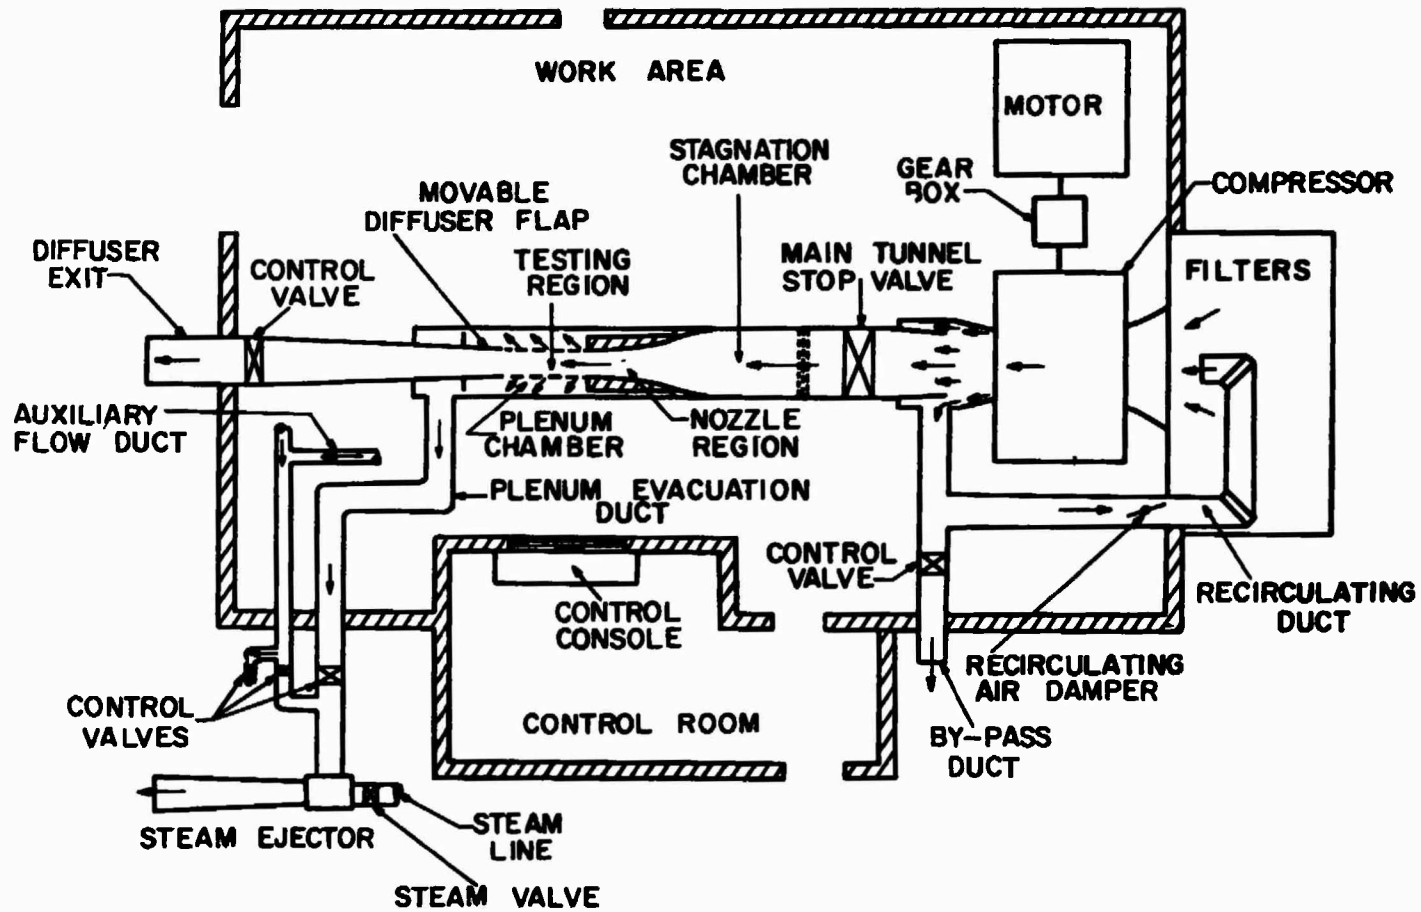 WORK AREA
MOTOR
STAGNATION
CHAMBER
GEAR
BOX
COMPRESSOR
MOVABLE
DIFFUSER FLAP
DIFFUSER
EXIT
CONTROL
VALVE
TESTING
REGION
MAIN TUNNEL
STOP VALVE
FILTERS
AUXILIARY
FLOW DUCT
PLENUM
CHAMBER
NOZZLE
REGION
PLENUM EVACUATION
DUCT
CONTROL
VALVE
CONTROL
CONSOLE
RECIRCULATING
DUCT
RECIRCULATING
AIR DAMPER
CONTROL
VALVES
CONTROL ROOM
BY-PASS
DUCT
STEAM EJECTOR
STEAM
LINE
STEAM VALVE